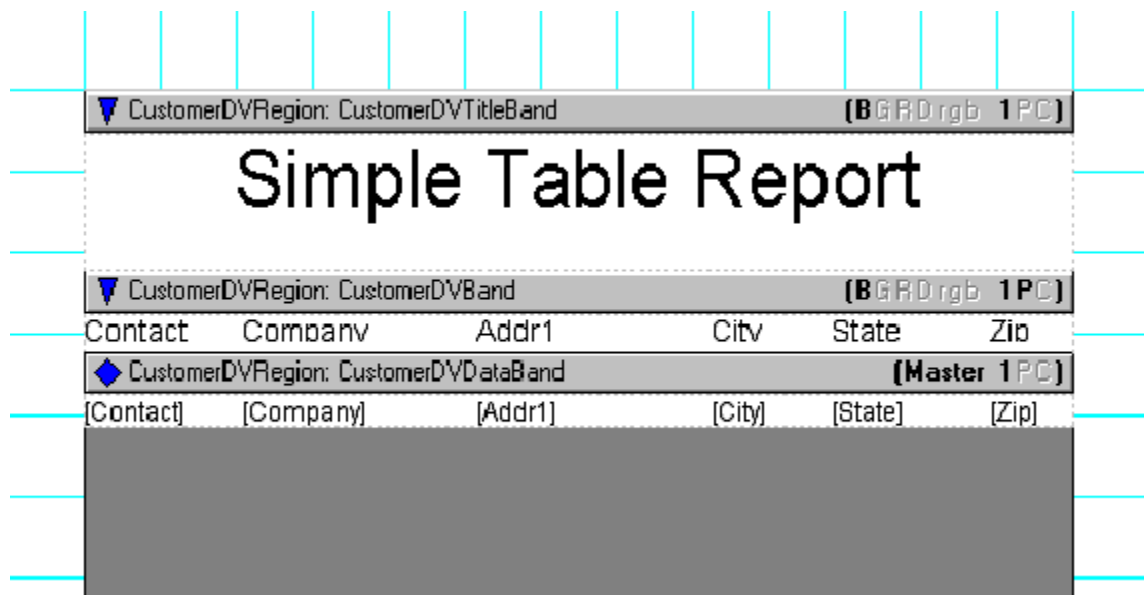 CustomerDVRegion: CustomerDVTitleBand (BGRDrgb 1PC)
Simple Table Report
CustomerDVRegion: CustomerDVBand (BGRDrgb 1PC)
Contact Company Addr1 City State Zip
CustomerDVRegion: CustomerDVDataBand (Master 1PC)
[Contact] [Company] [Addr1] [City] [State] [Zip]